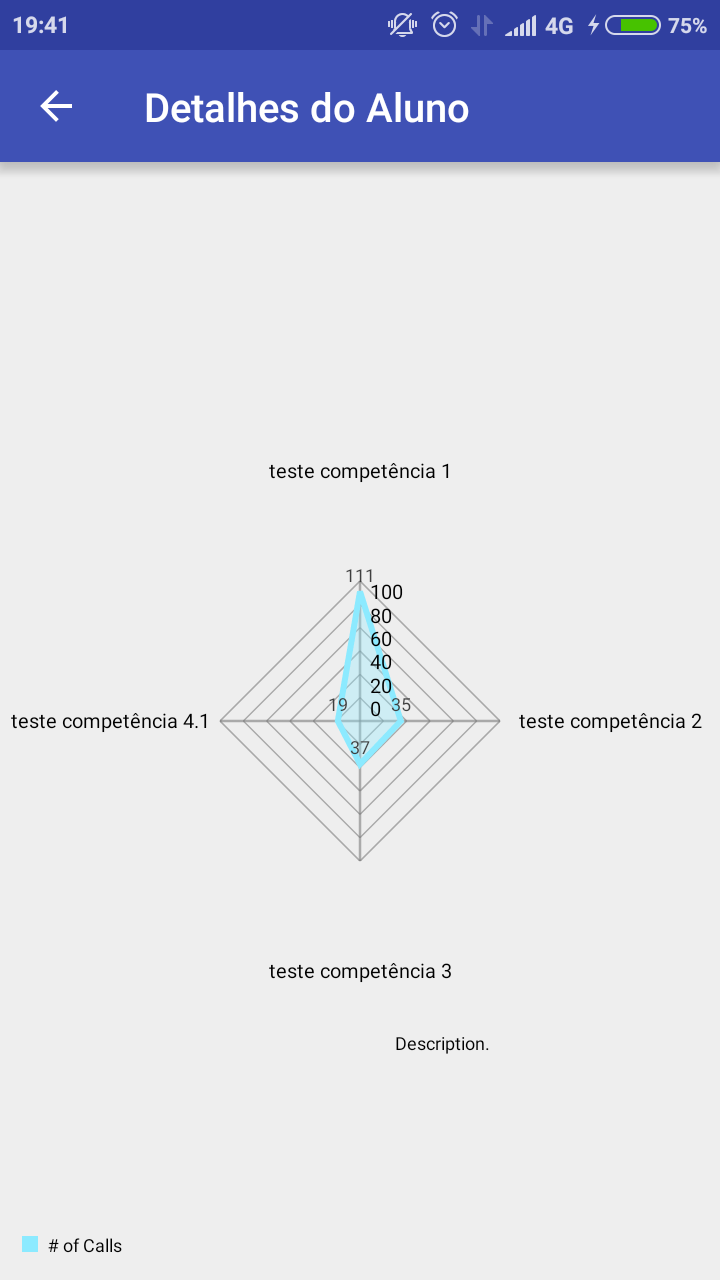 19:41 4G 75%
Detalhes do Aluno
teste competência 1
111
100
80
60
40
20
19 0 35
teste competência 4.1 teste competência 2
37
teste competência 3
Description.
# of Calls